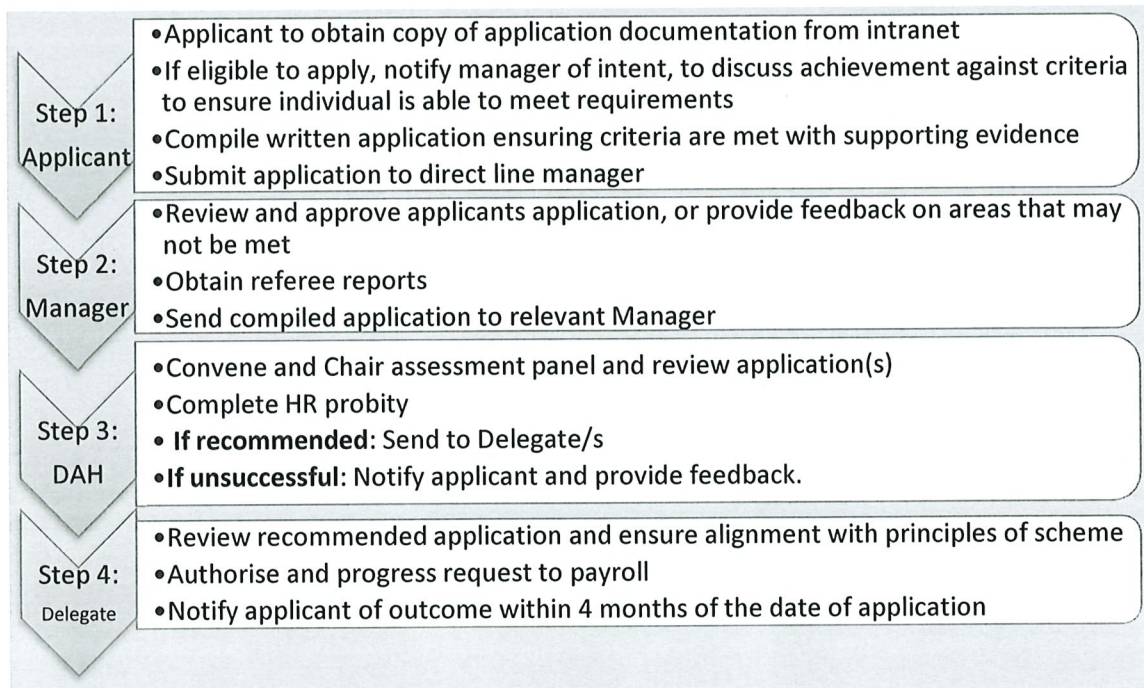 Step 1:
Applicant
•Applicant to obtain copy of application documentation from intranet
•If eligible to apply, notify manager of intent, to discuss achievement against criteria
to ensure individual is able to meet requirements
•Compile written application ensuring criteria are met with supporting evidence
•Submit application to direct line manager
Step 2:
Manager
•Review and approve applicants application, or provide feedback on areas that may
not be met
•Obtain referee reports
•Send compiled application to relevant Manager
Step 3:
DAH
•Convene and Chair assessment panel and review application(s)
•Complete HR probity
• If recommended: Send to Delegate/s
•If unsuccessful: Notify applicant and provide feedback.
Step 4:
Delegate
•Review recommended application and ensure alignment with principles of scheme
•Authorise and progress request to payroll
•Notify applicant of outcome within 4 months of the date of application